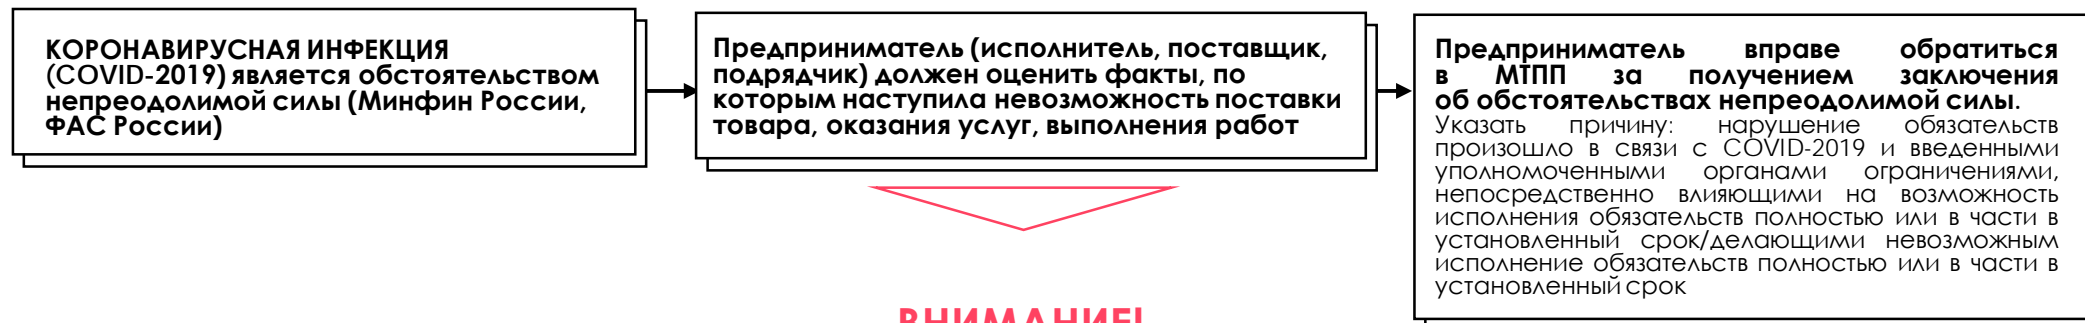 КОРОНАВИРУСНАЯ ИНФЕКЦИЯ
(COVID-2019) является обстоятельством
непреодолимой силы (Минфин России,
ФАС России)
Предприниматель (исполнитель, поставщик,
подрядчик) должен оценить факты, по
которым наступила невозможность поставки
товара, оказания услуг, выполнения работ
Предприниматель вправе обратиться
в МТПП за получением заключения
об обстоятельствах непреодолимой силы.
Указать причину: нарушение обязательств
произошло в связи с COVID-2019 и введенными
уполномоченными органами ограничениями,
непосредственно влияющими на возможность
исполнения обязательств полностью или в части в
установленный срок/делающими невозможным
исполнение обязательств полностью или в части в
установленный срок
ВНИМАНИЕ!